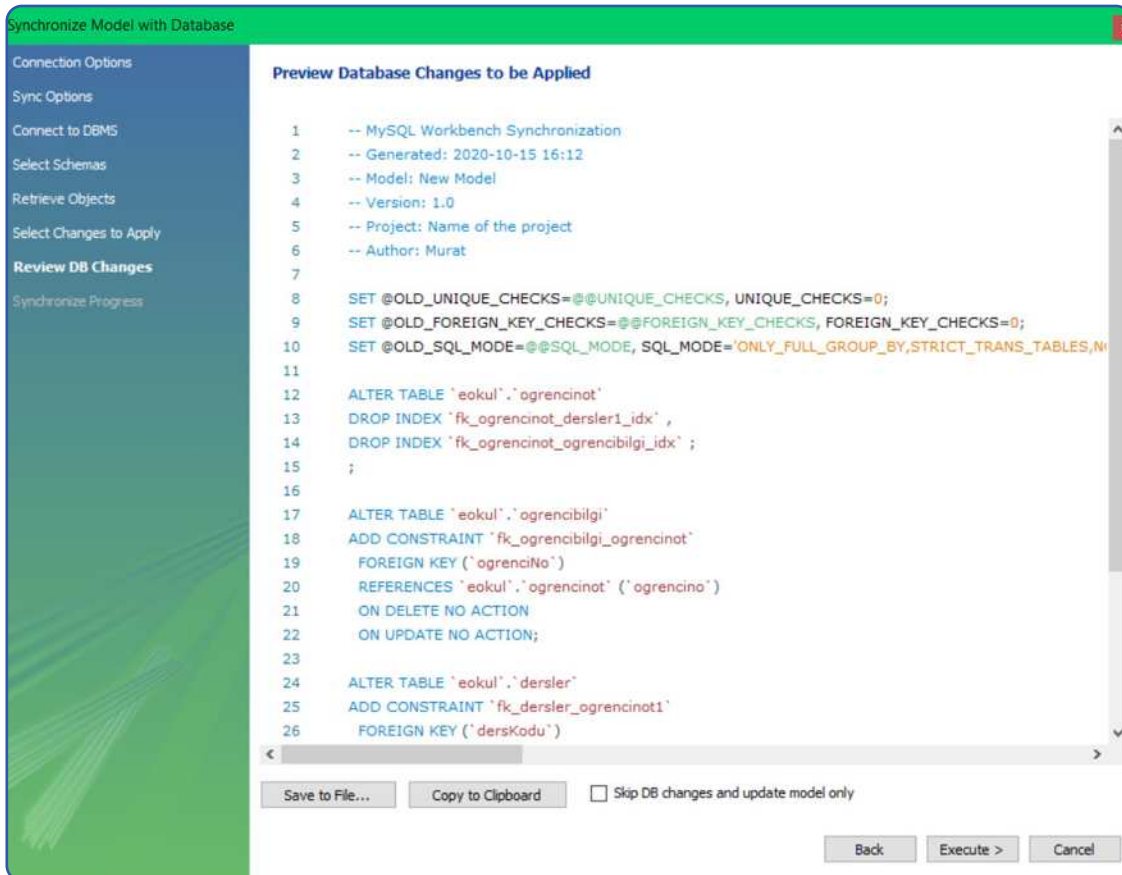 Synchronize Model with Database
Connection Options
Sync Options
Connect to DBMS
Select Schemas
Retrieve Objects
Select Changes to Apply
Review DB Changes
Synchronize Progress
Preview Database Changes to be Applied
1 -- MySQL Workbench Synchronization
2 -- Generated: 2020-10-15 16:12
3 -- Model: New Model
4 -- Version: 1.0
5 -- Project: Name of the project
6 -- Author: Murat
7
8 SET @OLD_UNIQUE_CHECKS=@@UNIQUE_CHECKS, UNIQUE_CHECKS=0;
9 SET @OLD_FOREIGN_KEY_CHECKS=@@FOREIGN_KEY_CHECKS, FOREIGN_KEY_CHECKS=0;
10 SET @OLD_SQL_MODE=@@SQL_MODE, SQL_MODE='ONLY_FULL_GROUP_BY,STRICT_TRANS_TABLES,N
11
12 ALTER TABLE `eokul`.`ogrencinot`
13 DROP INDEX `fk_ogrencinot_dersler1_idx` ,
14 DROP INDEX `fk_ogrencinot_ogrencibilgi_idx` ;
15 ;
16
17 ALTER TABLE `eokul`.`ogrencibilgi`
18 ADD CONSTRAINT `fk_ogrencibilgi_ogrencinot`
19 FOREIGN KEY (`ogrenciNo`)
20 REFERENCES `eokul`.`ogrencinot` (`ogrencino`)
21 ON DELETE NO ACTION
22 ON UPDATE NO ACTION;
23
24 ALTER TABLE `eokul`.`dersler`
25 ADD CONSTRAINT `fk_dersler_ogrencinot1`
26 FOREIGN KEY (`dersKodu`)
Save to File... Copy to Clipboard Skip DB changes and update model only
Back Execute > Cancel